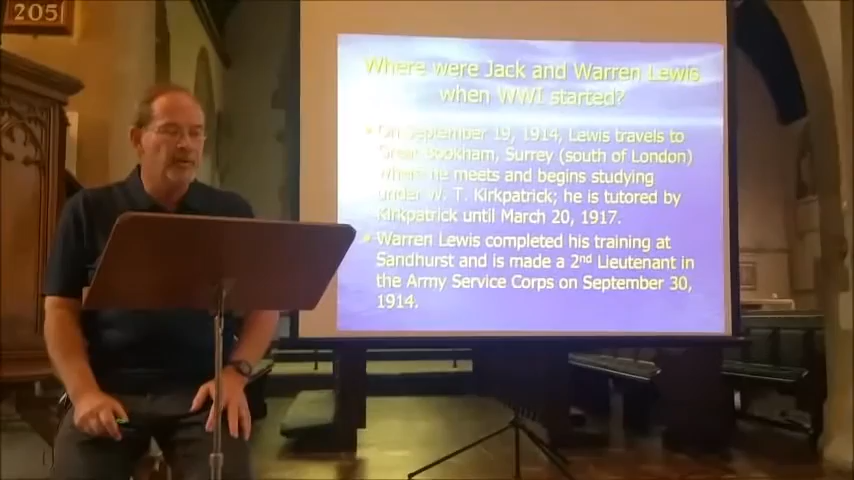 205
Where were Jack and Warren Lewis
when WWI started?
On September 19, 1914, Lewis travels to
Great Bookham, Surrey (south of London)
where he meets and begins studying
under W. T. Kirkpatrick; he is tutored by
Kirkpatrick until March 20, 1917.
Warren Lewis completed his training at
Sandhurst and is made a 2nd Lieutenant in
the Army Service Corps on September 30,
1914.